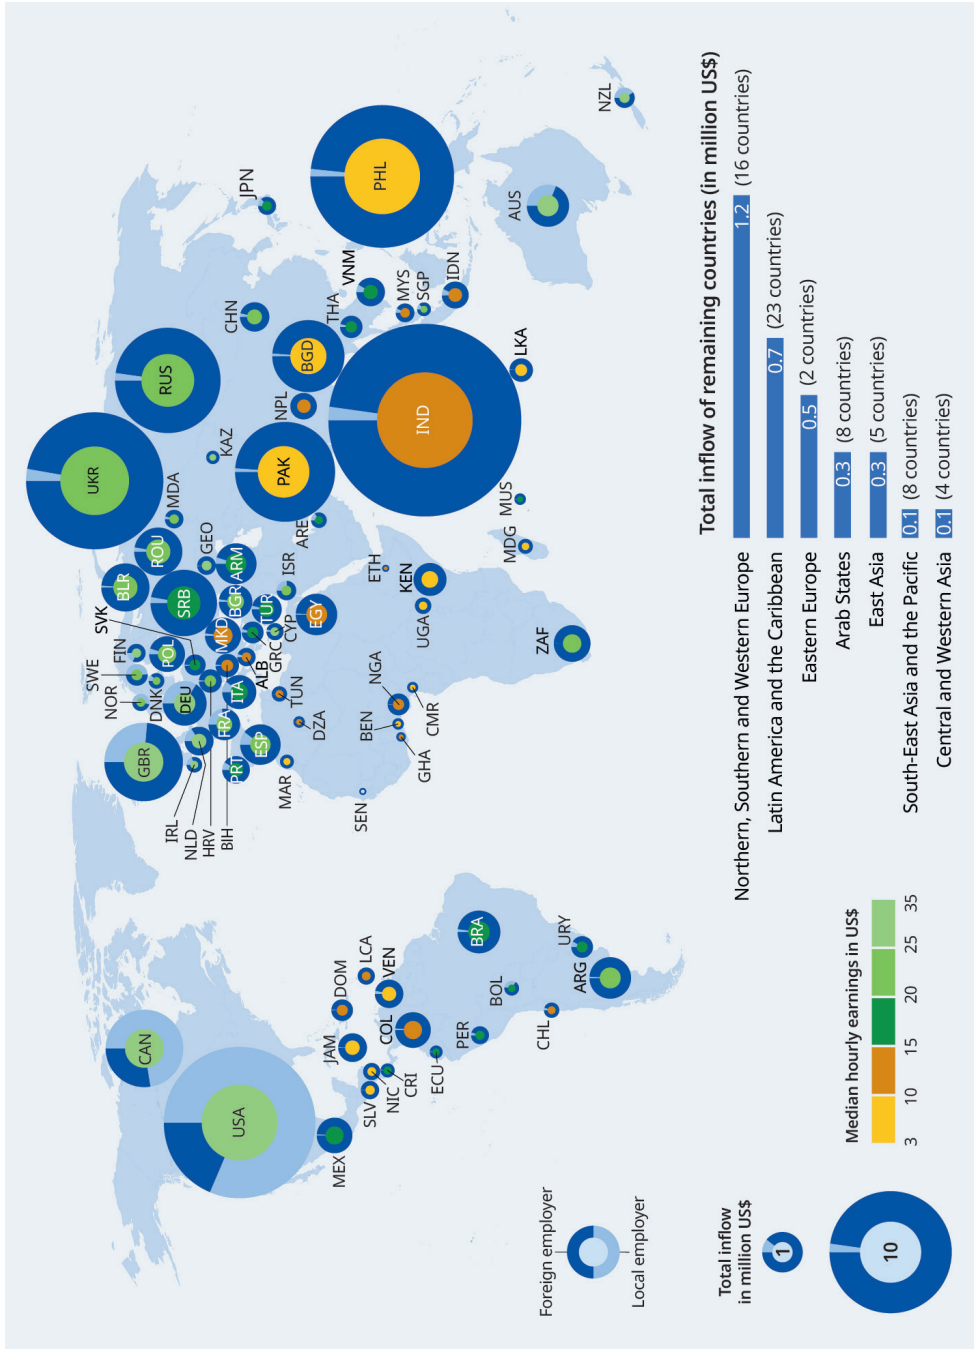 NOR
SWE
FIN
SVK
BLR
UKR
RUS
DNK
POL
ROU
MDA
KAZ
CHN
JPN
CAN
GBR
DEU
SRB
GEO
IRL
NLD
HRV
BIH
FRA
ITA
MKD
BGR
ARM
PRT
ESP
ALB
GRC
CYP
TUR
ISR
ARE
PAK
NPL
BGD
THA
VNM
PHL
USA
MEX
MAR
DZA
TUN
EGY
IND
MYS
SGP
IDN
JAM
DOM
LCA
VEN
SLV
NIC
CRI
COL
ECU
SEN
GHA
BEN
NGA
CMR
UGA
KEN
ETH
LKA
MUS
MDG
PER
BOL
BRA
CHL
ARG
URY
ZAF
AUS
NZL
Foreign employer
Local employer
Total inflow
in million US$
1
10
Median hourly earnings in US$
3
10
15
20
25
35
Total inflow of remaining countries (in million US$)
Northern, Southern and Western Europe 1.2 (16 countries)
Latin America and the Caribbean 0.7 (23 countries)
Eastern Europe 0.5 (2 countries)
Arab States 0.3 (8 countries)
East Asia 0.3 (5 countries)
South-East Asia and the Pacific 0.1 (8 countries)
Central and Western Asia 0.1 (4 countries)